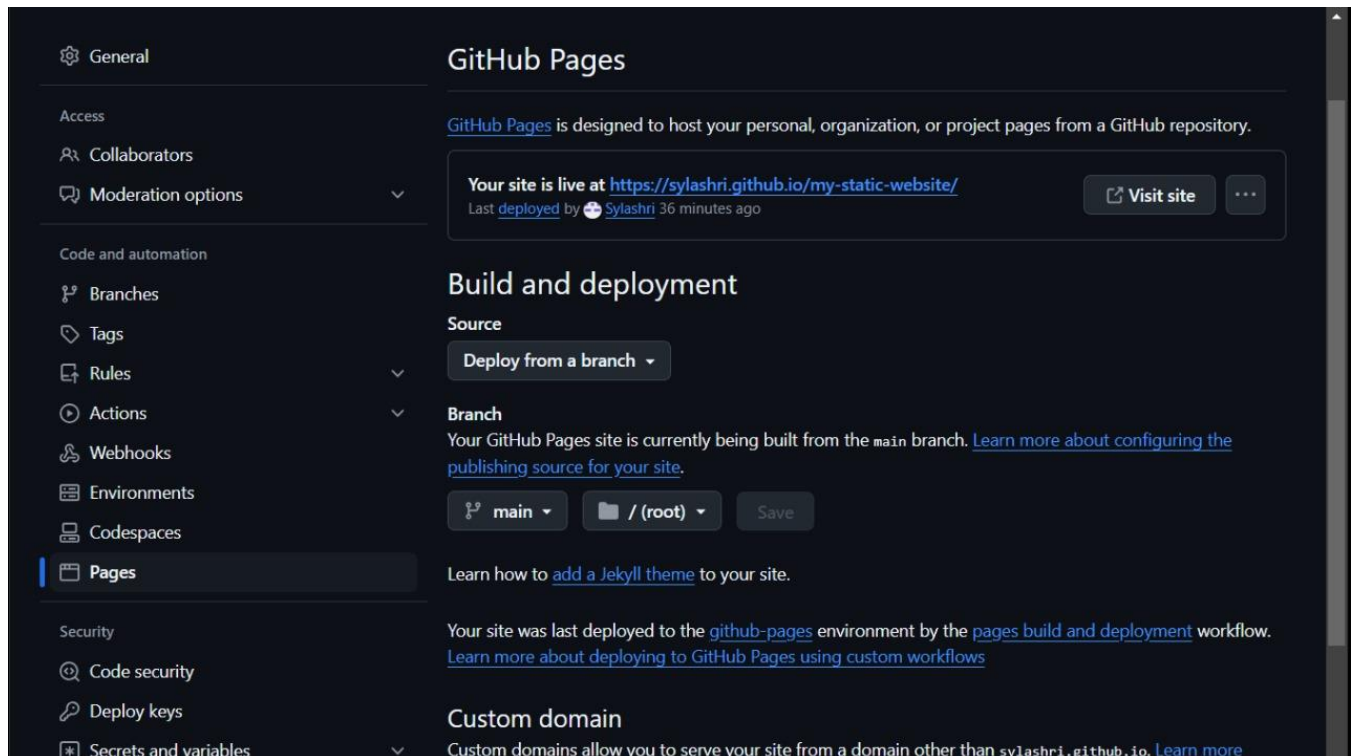 General
Access
Collaborators
Moderation options
Code and automation
Branches
Tags
Rules
Actions
Webhooks
Environments
Codespaces
Pages
Security
Code security
Deploy keys
Secrets and variables
GitHub Pages
GitHub Pages is designed to host your personal, organization, or project pages from a GitHub repository.
Your site is live at https://sylashri.github.io/my-static-website/
Last deployed by Sylashri 36 minutes ago
Visit site
Build and deployment
Source
Deploy from a branch
Branch
Your GitHub Pages site is currently being built from the main branch. Learn more about configuring the
publishing source for your site.
main / (root) Save
Learn how to add a Jekyll theme to your site.
Your site was last deployed to the github-pages environment by the pages build and deployment workflow.
Learn more about deploying to GitHub Pages using custom workflows
Custom domain
Custom domains allow you to serve your site from a domain other than sylashri.github.io. Learn more